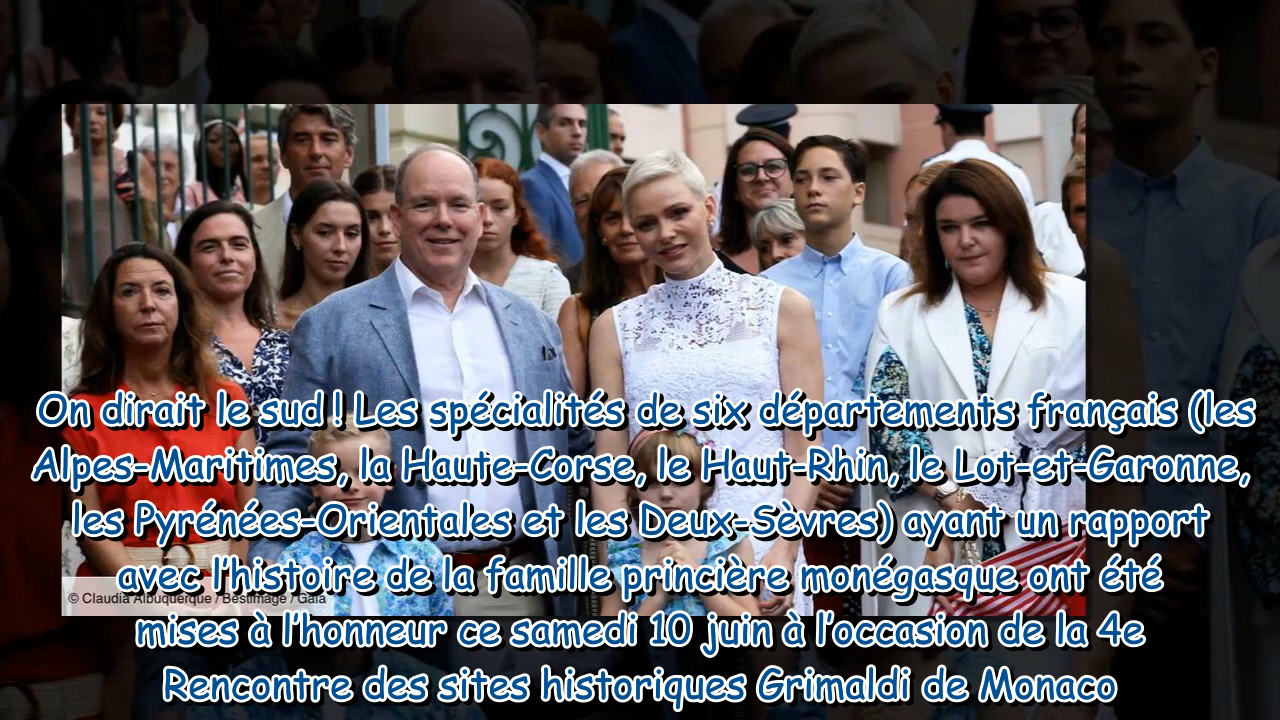 On dirait le sud ! Les spécialités de six départements français (les
Alpes-Maritimes, la Haute-Corse, le Haut-Rhin, le Lot-et-Garonne,
les Pyrénées-Orientales et les Deux-Sèvres) ayant un rapport
avec l'histoire de la famille princière monégasque ont été
© Claudia Albuquerque / Bestimage / Gala
mises à l'honneur ce samedi 10 juin à l'occasion de la 4e
Rencontre des sites historiques Grimaldi de Monaco